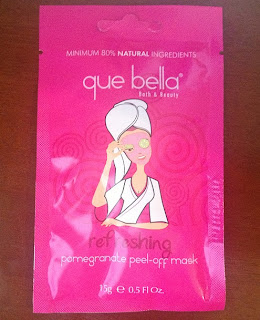 MINIMUM 80% NATURAL INGREDIENTS
que bella®
Bath & Beauty
refreshing
pomegranate peel-off mask
15g ℮ 0.5 Fl Oz.